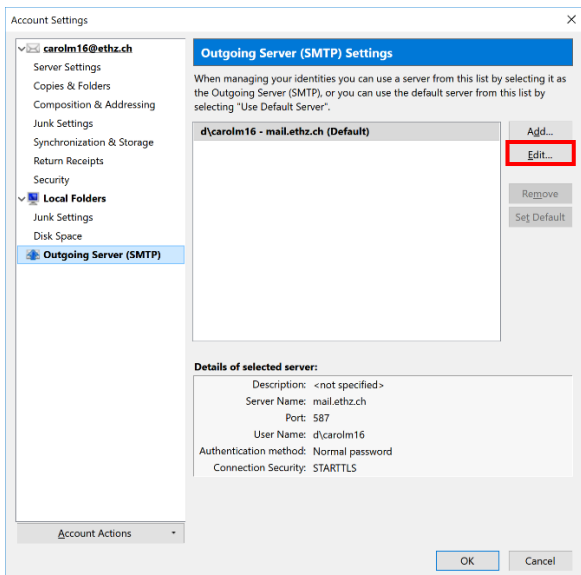 Account Settings
carolm16@ethz.ch
Server Settings
Copies & Folders
Composition & Addressing
Junk Settings
Synchronization & Storage
Return Receipts
Security
Local Folders
Junk Settings
Disk Space
Outgoing Server (SMTP)
Account Actions
Outgoing Server (SMTP) Settings
When managing your identities you can use a server from this list by selecting it as
the Outgoing Server (SMTP), or you can use the default server from this list by
selecting "Use Default Server".
d\carolm16 - mail.ethz.ch (Default)
Add...
Edit...
Remove
Set Default
Details of selected server:
Description: <not specified>
Server Name: mail.ethz.ch
Port: 587
User Name: d\carolm16
Authentication method: Normal password
Connection Security: STARTTLS
OK
Cancel